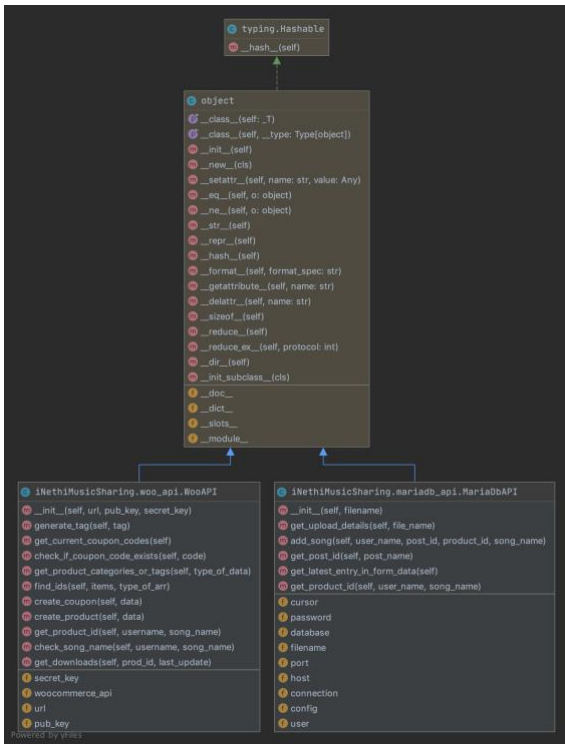 typing.Hashable
__hash__(self)
object
__class__(self: _T)
__class__(self, __type: Type[object])
__init__(self)
__new__(cls)
__setattr__(self, name: str, value: Any)
__eq__(self, o: object)
__ne__(self, o: object)
__str__(self)
__repr__(self)
__hash__(self)
__format__(self, format_spec: str)
__getattribute__(self, name: str)
__delattr__(self, name: str)
__sizeof__(self)
__reduce__(self)
__reduce_ex__(self, protocol: int)
__dir__(self)
__init_subclass__(cls)
__doc__
__dict__
__slots__
__module__
iNethiMusicSharing.woo_api.WooAPI
__init__(self, url, pub_key, secret_key)
generate_tag(self, tag)
get_current_coupon_codes(self)
check_if_coupon_code_exists(self, code)
get_product_categories_or_tags(self, type_of_data)
find_ids(self, items, type_of_arr)
create_coupon(self, data)
create_product(self, data)
get_product_id(self, username, song_name)
check_song_name(self, username, song_name)
get_downloads(self, prod_id, last_update)
secret_key
woocommerce_api
url
pub_key
iNethiMusicSharing.mariadb_api.MariaDbAPI
__init__(self, filename)
get_upload_details(self, file_name)
add_song(self, user_name, post_id, product_id, song_name)
get_post_id(self, post_name)
get_latest_entry_in_form_data(self)
get_product_id(self, user_name, song_name)
cursor
password
database
filename
port
host
connection
config
user
Powered by yFiles